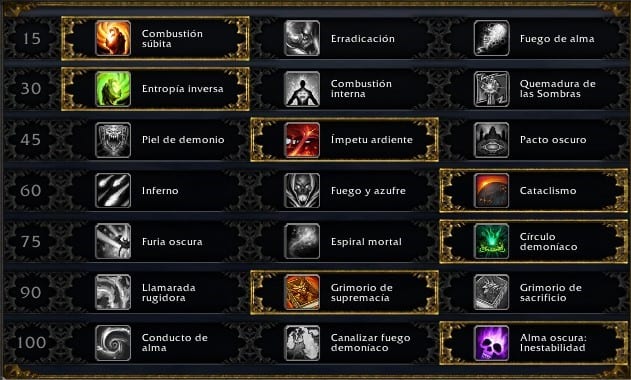 15
Combustión
súbita
Erradicación
Fuego de alma
30
Entropía inversa
Combustión
interna
Quemadura de
las Sombras
45
Piel de demonio
Ímpetu ardiente
Pacto oscuro
60
Inferno
Fuego y azufre
Cataclismo
75
Furia oscura
Espiral mortal
Círculo
demoníaco
90
Llamarada
rugidora
Grimorio de
supremacía
Grimorio de
sacrificio
100
Conducto de
alma
Canalizar fuego
demoníaco
Alma oscura:
Inestabilidad